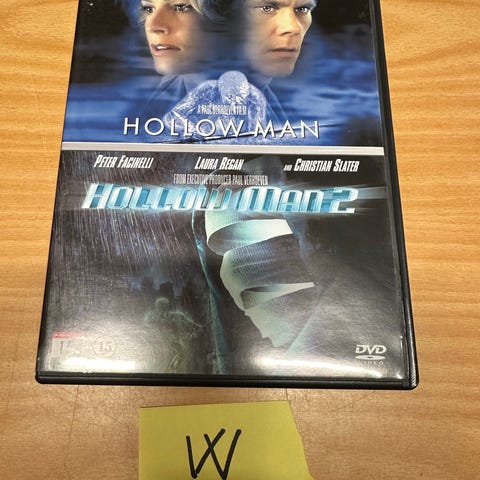 A PAUL VERHOEVEN FILM
HOLLOW MAN
PETER FACINELLI LAURA REGAN AND CHRISTIAN SLATER
FROM EXECUTIVE PRODUCER PAUL VERHOEVEN
HOLLOW MAN 2
15
DVD
VIDEO
W